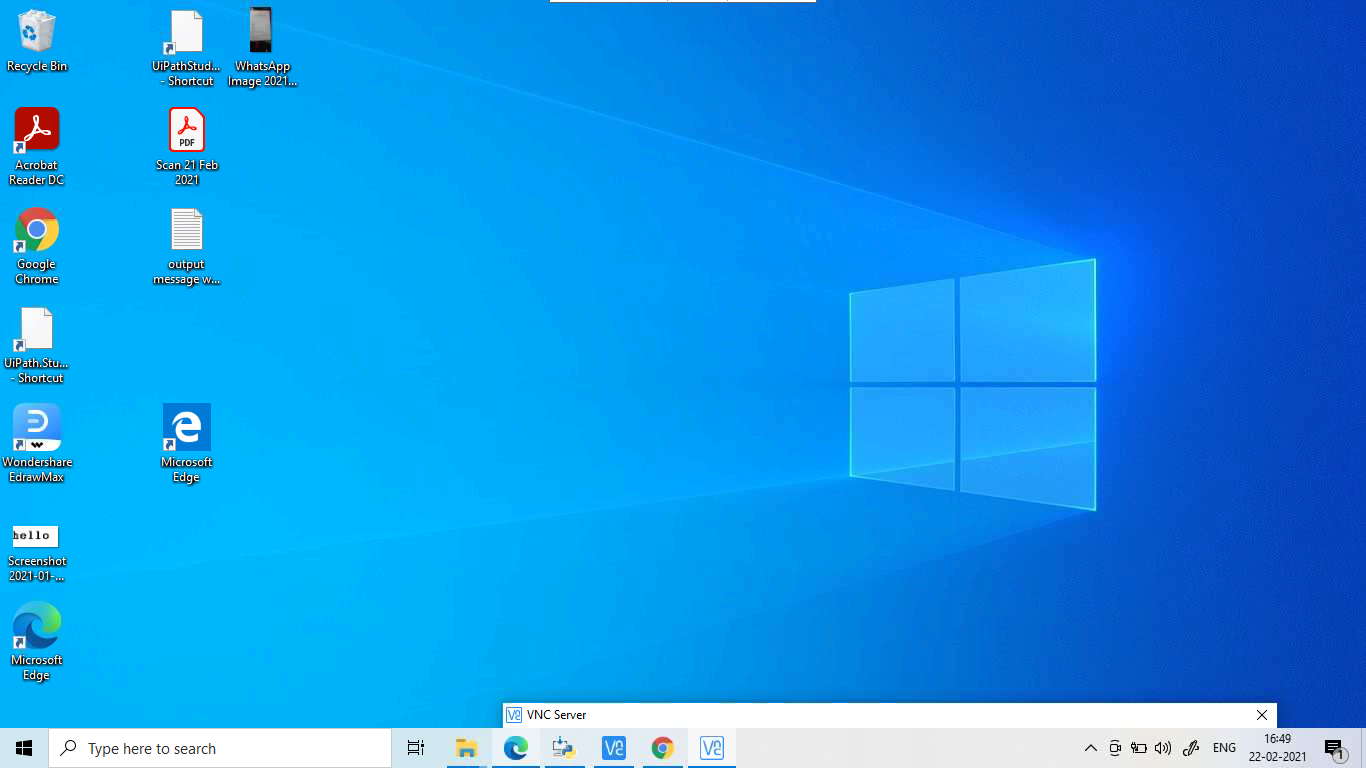 Recycle Bin
UiPathStud...
- Shortcut
WhatsApp
Image 2021...
Acrobat
Reader DC
PDF
Scan 21 Feb
2021
Google
Chrome
output
message w...
UiPath.Stu...
- Shortcut
Wondershare
EdrawMax
Microsoft
Edge
hello
Screenshot
2021-01-...
Microsoft
Edge
VNC Server
Type here to search
ENG
16:49
22-02-2021
1